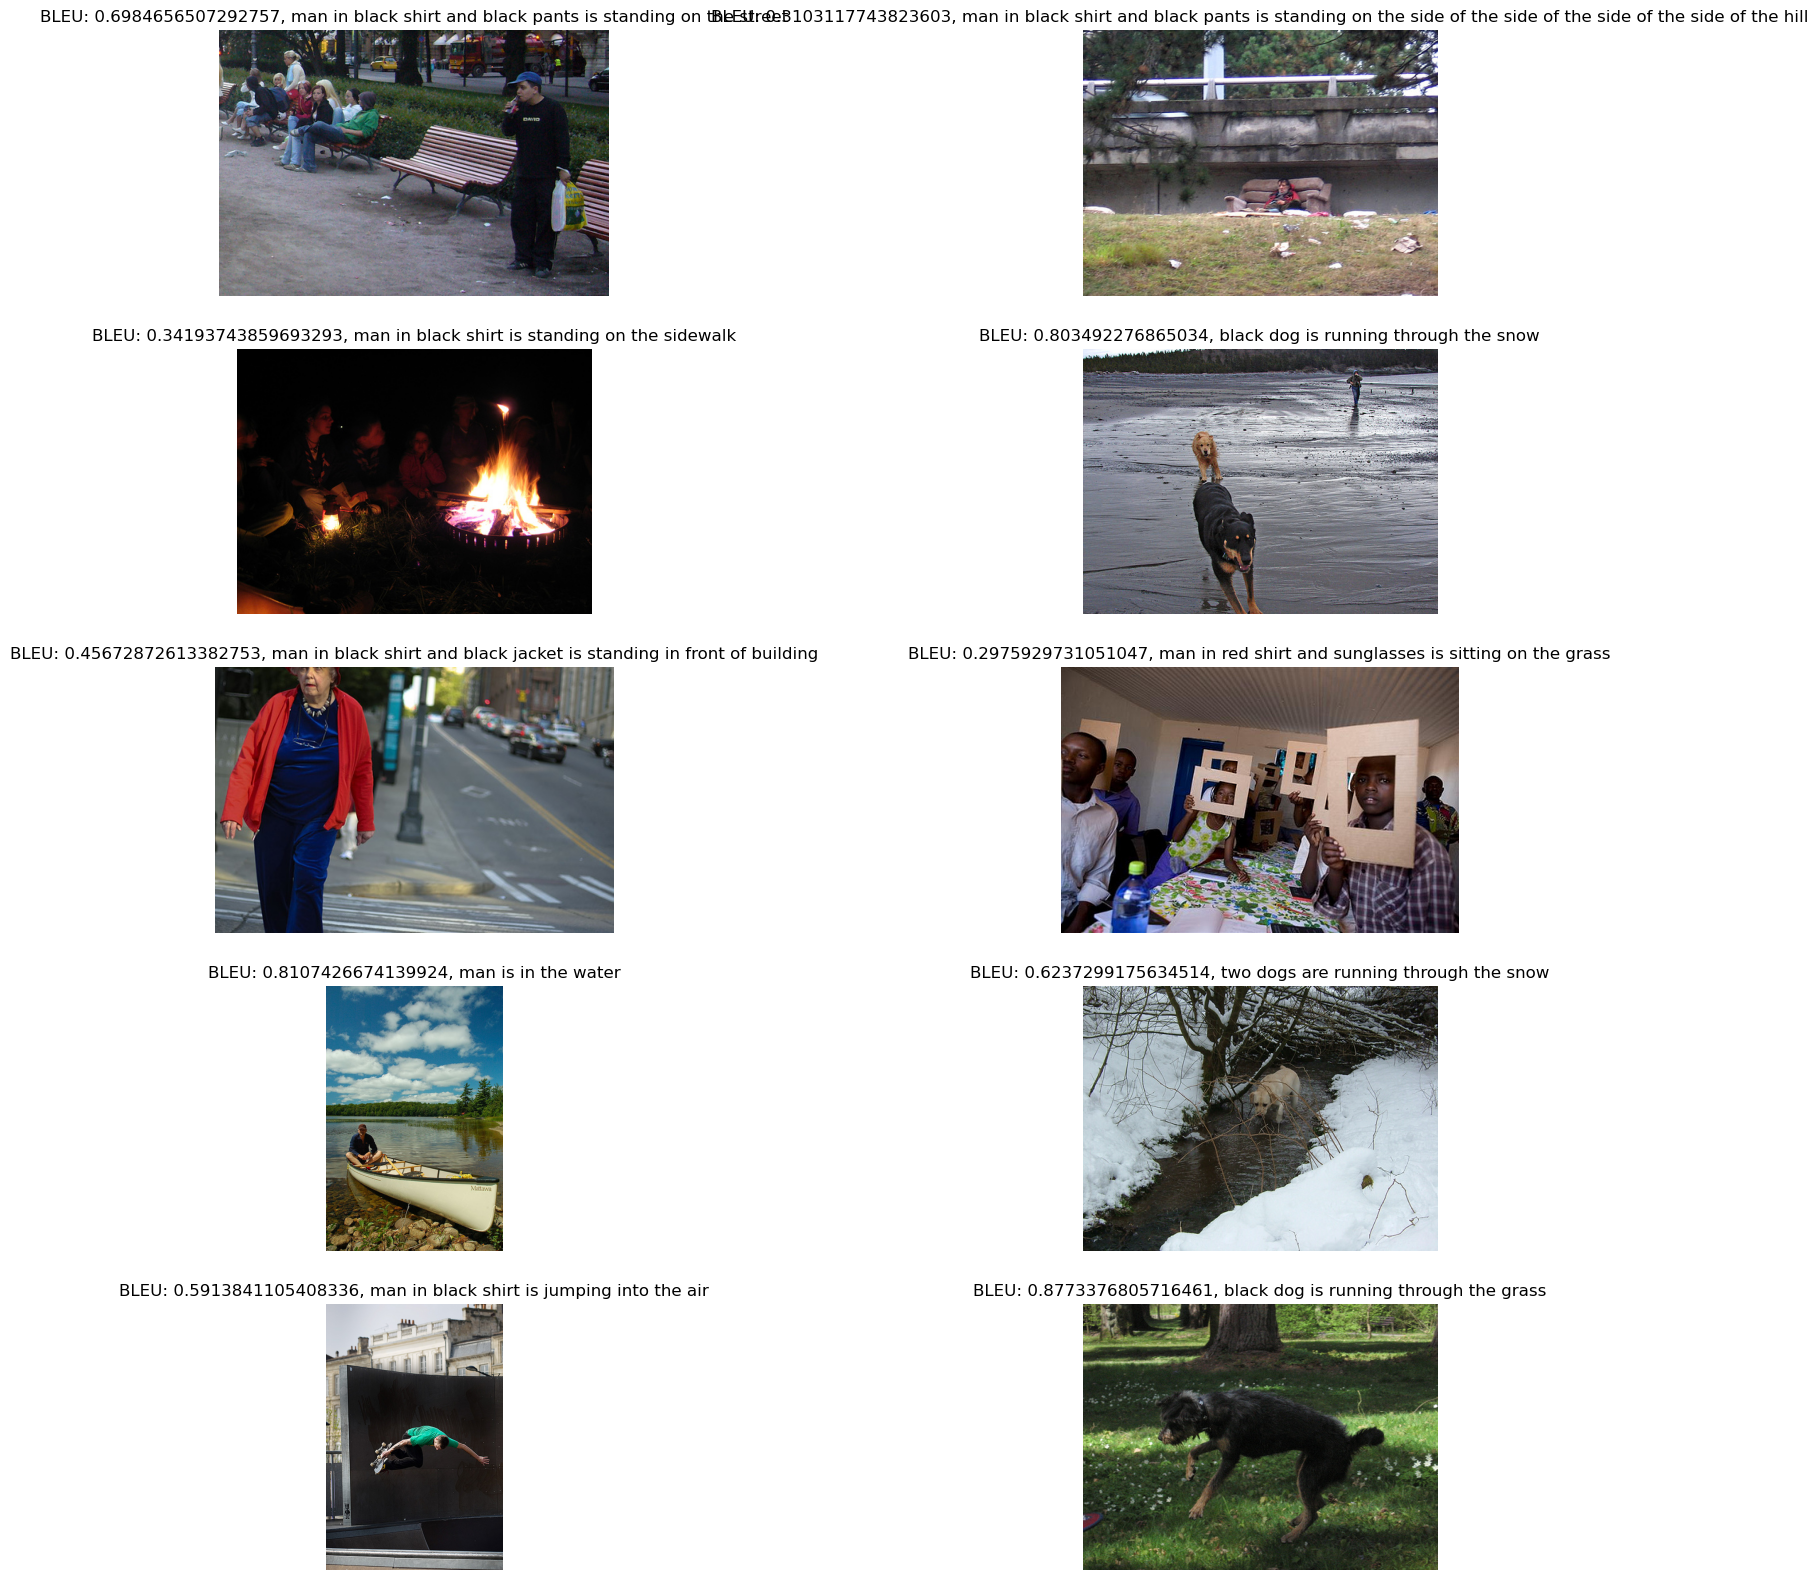 BLEU: 0.6984656507292757, man in black shirt and black pants is standing on the street
BLEU: 0.3103117743823603, man in black shirt and black pants is standing on the side of the side of the side of the side of the hill
DAVID
BLEU: 0.34193743859693293, man in black shirt is standing on the sidewalk
BLEU: 0.803492276865034, black dog is running through the snow
BLEU: 0.45672872613382753, man in black shirt and black jacket is standing in front of building
BLEU: 0.2975929731051047, man in red shirt and sunglasses is sitting on the grass
BLEU: 0.8107426674139924, man is in the water
BLEU: 0.6237299175634514, two dogs are running through the snow
BLEU: 0.5913841105408336, man in black shirt is jumping into the air
BLEU: 0.8773376805716461, black dog is running through the grass